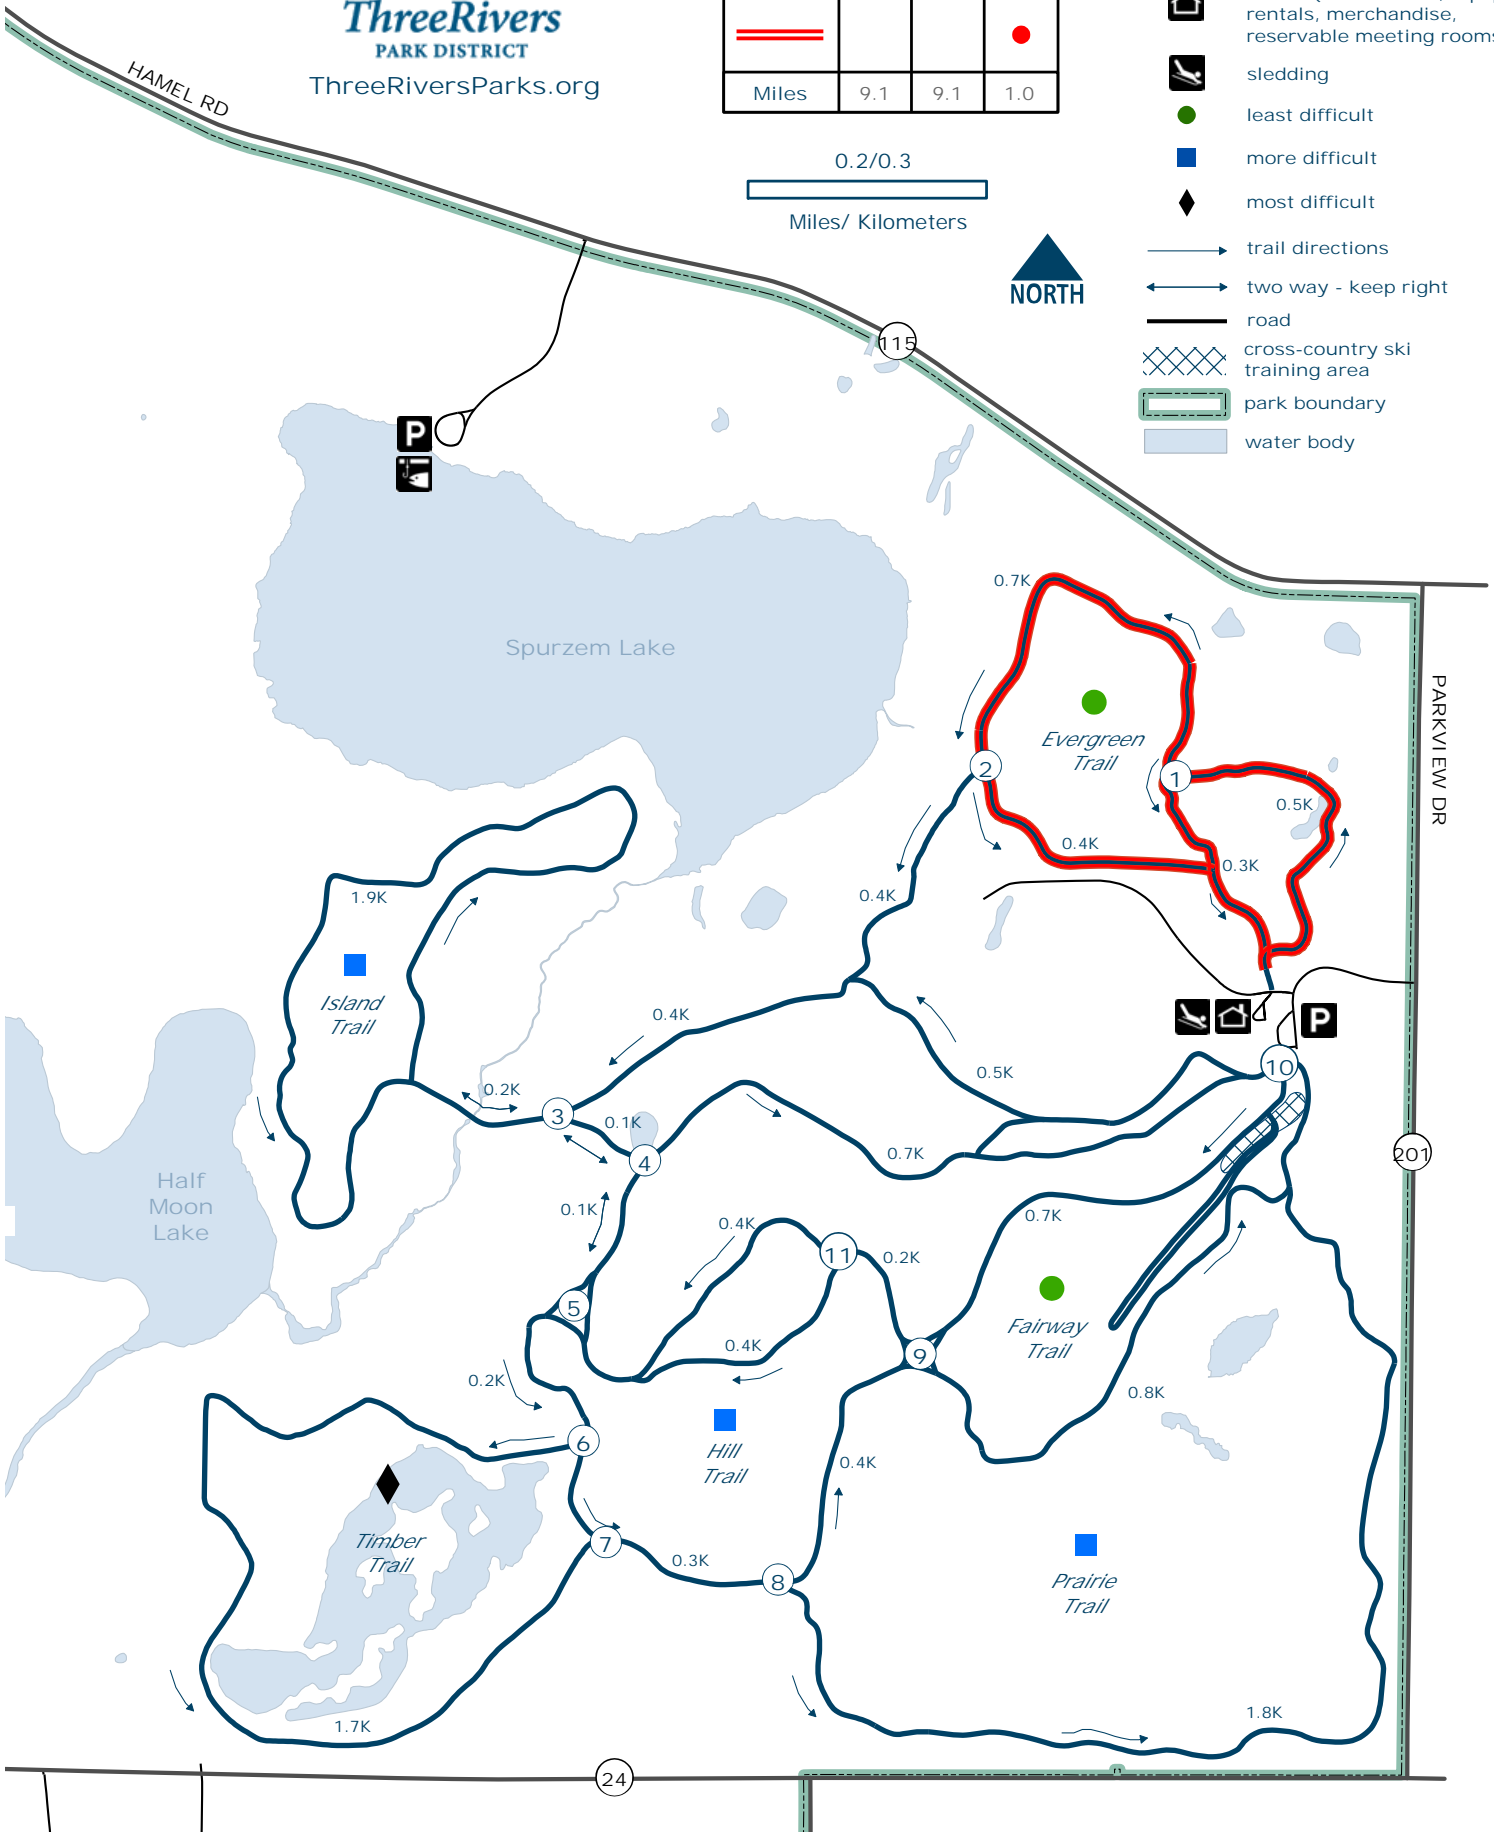 ThreeRivers
PARK DISTRICT
ThreeRiversParks.org
Miles 9.1 9.1 1.0
0.2/0.3
Miles/ Kilometers
NORTH
rentals, merchandise,
reservable meeting rooms
sledding
least difficult
more difficult
most difficult
trail directions
two way - keep right
road
cross-country ski
training area
park boundary
water body
HAMEL RD
115
P
Spurzem Lake
0.7K
Evergreen
Trail
2
1
0.5K
0.4K
0.3K
PARKVIEW DR
1.9K
0.4K
Island
Trail
0.4K
P
10
0.5K
0.2K
3
0.1K
4
0.7K
201
Half
Moon
Lake
0.1K
0.4K
0.7K
11
0.2K
5
Fairway
Trail
0.4K
9
0.2K
0.8K
6
Hill
Trail
0.4K
Timber
Trail
7
0.3K
8
Prairie
Trail
1.7K
1.8K
24